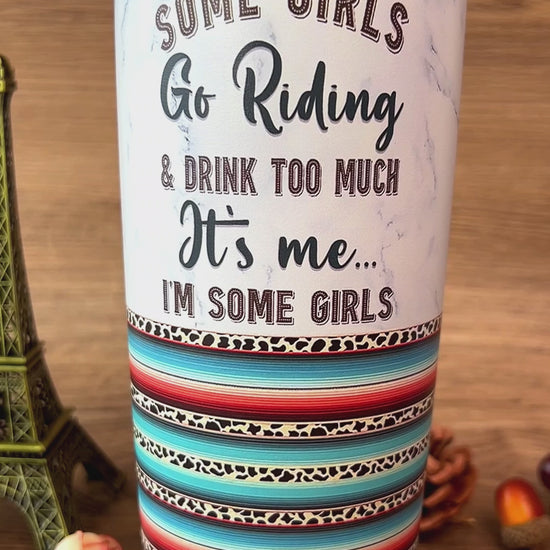 SOME GIRLS
Go Riding
& DRINK TOO MUCH
It's me...
I'M SOME GIRLS